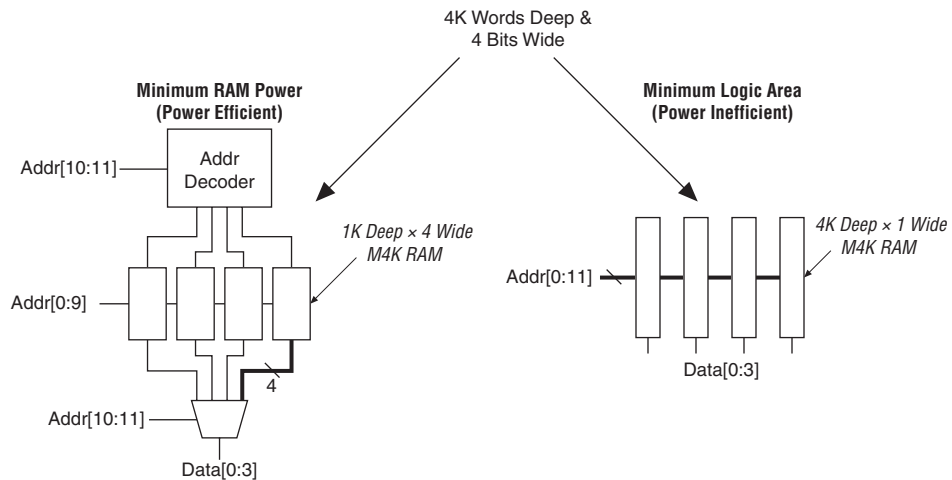 4K Words Deep &
4 Bits Wide
Minimum RAM Power
(Power Efficient)
Minimum Logic Area
(Power Inefficient)
Addr[10:11]
Addr
Decoder
1K Deep × 4 Wide
M4K RAM
4K Deep × 1 Wide
M4K RAM
Addr[0:9]
Addr[0:11]
4
Data[0:3]
Addr[10:11]
Data[0:3]